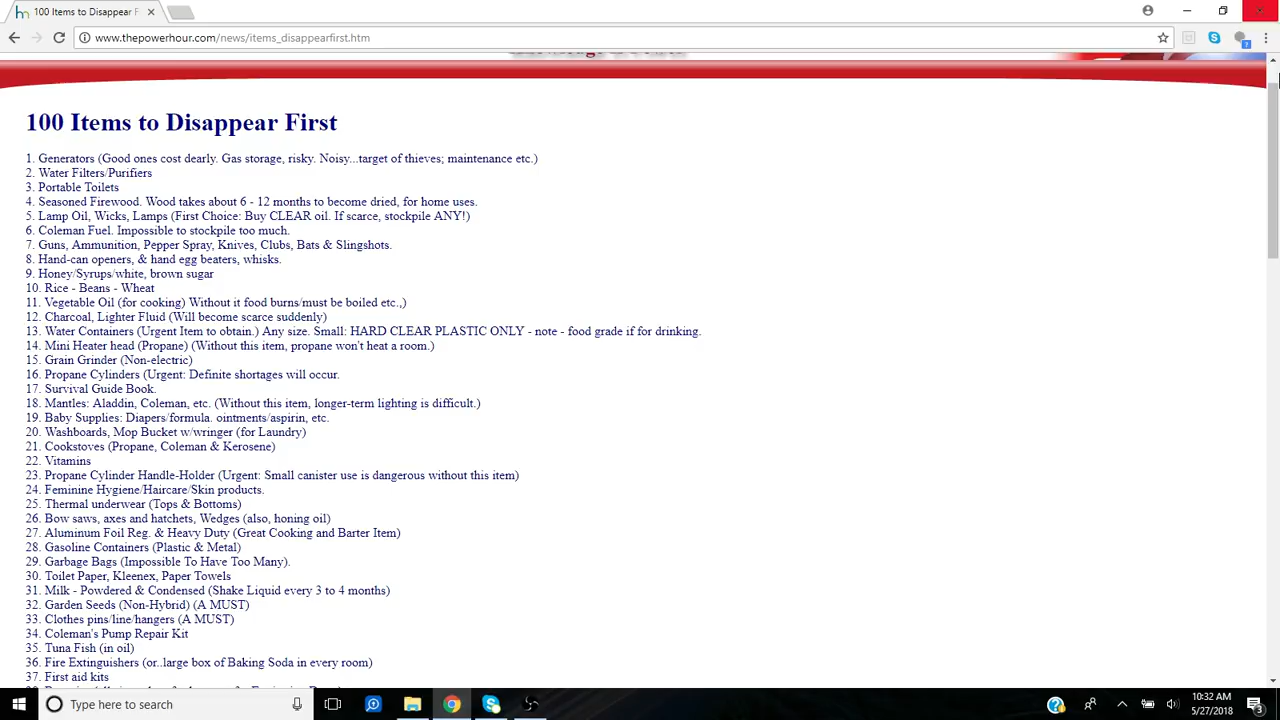 100 Items to Disappear F
www.thepowerhour.com/news/items_disappearfirst.htm
100 Items to Disappear First
1. Generators (Good ones cost dearly. Gas storage, risky. Noisy...target of thieves; maintenance etc.)
2. Water Filters/Purifiers
3. Portable Toilets
4. Seasoned Firewood. Wood takes about 6 - 12 months to become dried, for home uses.
5. Lamp Oil, Wicks, Lamps (First Choice: Buy CLEAR oil. If scarce, stockpile ANY!)
6. Coleman Fuel. Impossible to stockpile too much.
7. Guns, Ammunition, Pepper Spray, Knives, Clubs, Bats & Slingshots.
8. Hand-can openers, & hand egg beaters, whisks.
9. Honey/Syrups/white, brown sugar
10. Rice - Beans - Wheat
11. Vegetable Oil (for cooking) Without it food burns/must be boiled etc.,)
12. Charcoal, Lighter Fluid (Will become scarce suddenly)
13. Water Containers (Urgent Item to obtain.) Any size. Small: HARD CLEAR PLASTIC ONLY - note - food grade if for drinking.
14. Mini Heater head (Propane) (Without this item, propane won't heat a room.)
15. Grain Grinder (Non-electric)
16. Propane Cylinders (Urgent: Definite shortages will occur.
17. Survival Guide Book.
18. Mantles: Aladdin, Coleman, etc. (Without this item, longer-term lighting is difficult.)
19. Baby Supplies: Diapers/formula. ointments/aspirin, etc.
20. Washboards, Mop Bucket w/wringer (for Laundry)
21. Cookstoves (Propane, Coleman & Kerosene)
22. Vitamins
23. Propane Cylinder Handle-Holder (Urgent: Small canister use is dangerous without this item)
24. Feminine Hygiene/Haircare/Skin products.
25. Thermal underwear (Tops & Bottoms)
26. Bow saws, axes and hatchets, Wedges (also, honing oil)
27. Aluminum Foil Reg. & Heavy Duty (Great Cooking and Barter Item)
28. Gasoline Containers (Plastic & Metal)
29. Garbage Bags (Impossible To Have Too Many).
30. Toilet Paper, Kleenex, Paper Towels
31. Milk - Powdered & Condensed (Shake Liquid every 3 to 4 months)
32. Garden Seeds (Non-Hybrid) (A MUST)
33. Clothes pins/line/hangers (A MUST)
34. Coleman's Pump Repair Kit
35. Tuna Fish (in oil)
36. Fire Extinguishers (or..large box of Baking Soda in every room)
37. First aid kits
Type here to search
10:32 AM
5/27/2018
3